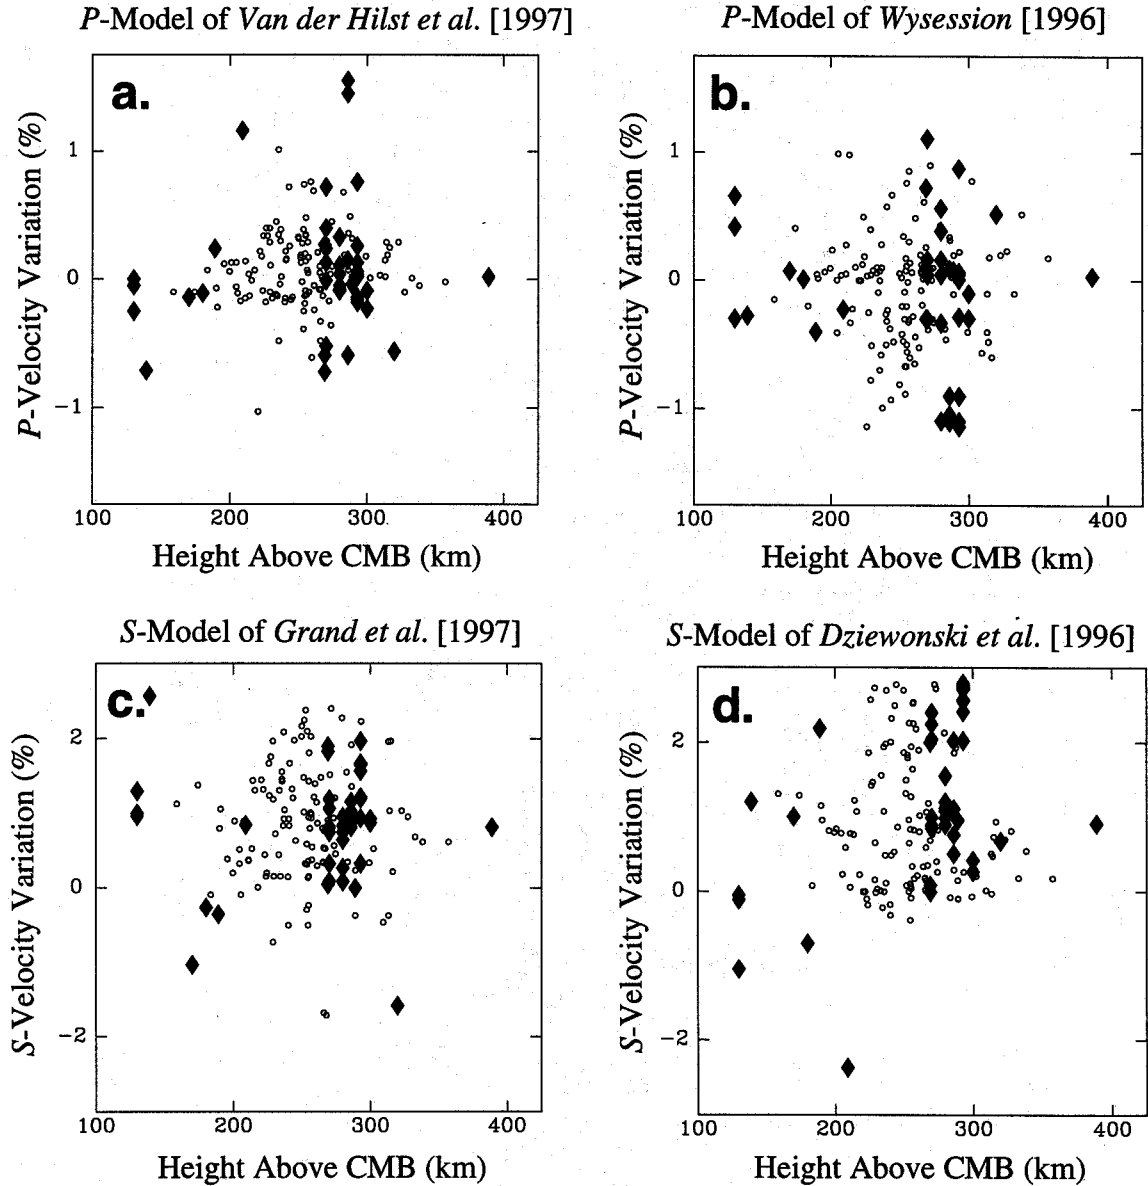 P-Model of Van der Hilst et al. [1997]
a.
P-Velocity Variation (%)
1
0
−1
100 200 300 400
Height Above CMB (km)
P-Model of Wysession [1996]
b.
P-Velocity Variation (%)
1
0
−1
100 200 300 400
Height Above CMB (km)
S-Model of Grand et al. [1997]
c.
S-Velocity Variation (%)
2
0
−2
100 200 300 400
Height Above CMB (km)
S-Model of Dziewonski et al. [1996]
d.
S-Velocity Variation (%)
2
0
−2
100 200 300 400
Height Above CMB (km)